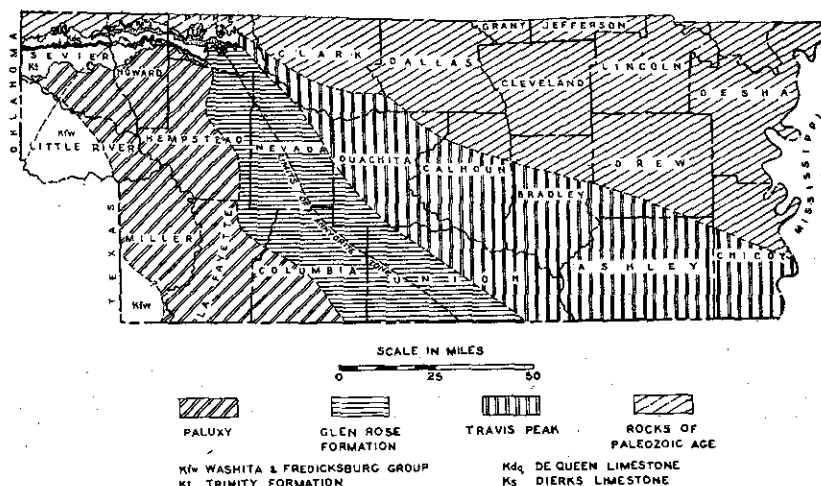 PIKE
GRANT
JEFFERSON
OKLAHOMA
SEVIER
Kt
HOWARD
CLARK
DALLAS
CLEVELAND
LINCOLN
DESHA
Kfw
LITTLE RIVER
HEMPSTEAD
NEVADA
OUACHITA
CALHOUN
BRADLEY
DREW
MISSISSIPPI
TEXAS
MILLER
LA FAYETTE
COLUMBIA
UNION
ASHLEY
CHICOT
Kfw
SCALE IN MILES
0 25 50
PALUXY
GLEN ROSE
FORMATION
TRAVIS PEAK
ROCKS OF
PALEOZOIC AGE
Kfw WASHITA & FREDICKSBURG GROUP
Kdq DE QUEEN LIMESTONE
Kt TRINITY FORMATION
Ks DIERKS LIMESTONE